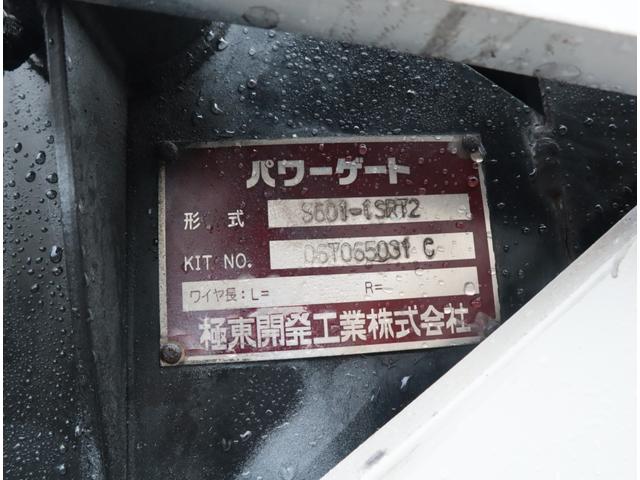 パワーゲート
形式 S601-1SRT2
KIT NO. 06T065031 C
ワイヤ長:L= R=
極東開発工業株式会社